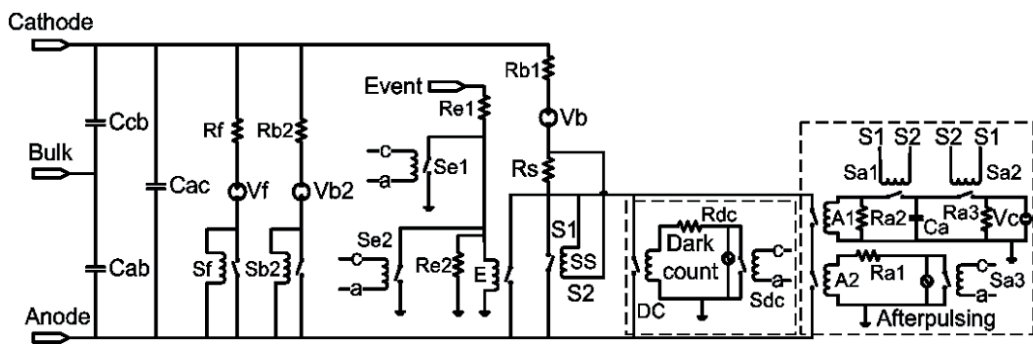 Cathode
Ccb
Bulk
Cac
Cab
Anode
Rf
Vf
Sf
Rb2
Vb2
Sb2
Event
Re1
c
a
Se1
Se2
c
a
Re2
E
Rb1
Vb
Rs
S1
SS
S2
DC
Rdc
Dark
count
c
a
Sdc
S1 S2 S2 S1
Sa1 Sa2
A1 Ra2 Ca Ra3 Vc
A2 Ra1 c
a Sa3
Afterpulsing